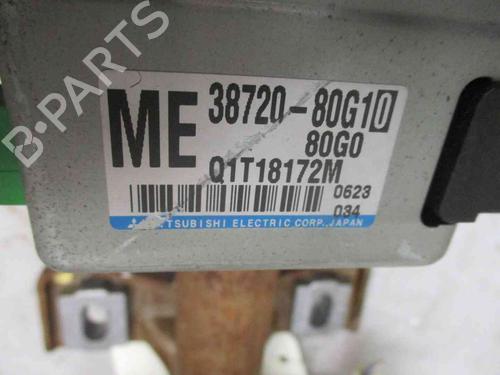 ME 38720-80G10
80G0
Q1T18172M
0623
034
MITSUBISHI ELECTRIC CORP., JAPAN
B PARTS